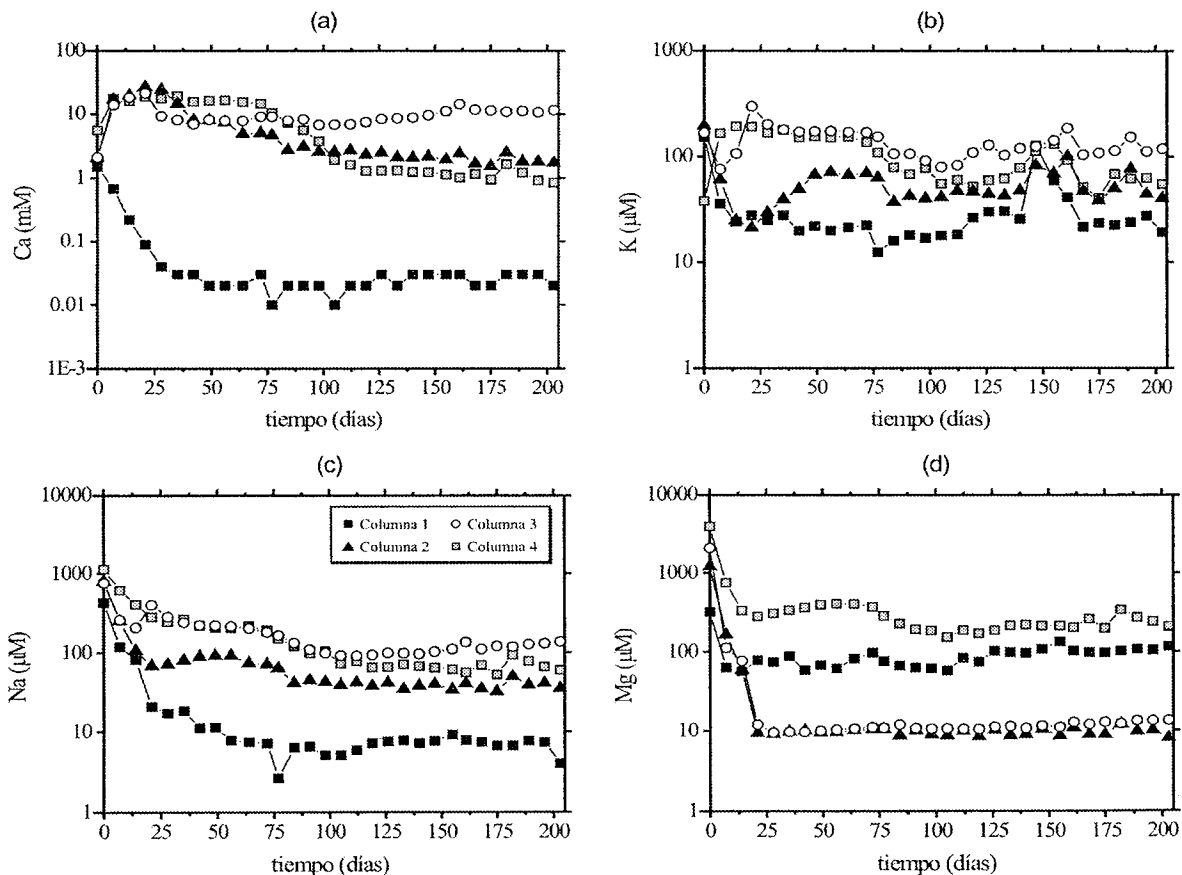 (a)
100
10
1
0.1
0.01
1E-3
Ca (mM)
0 25 50 75 100 125 150 175 200
tiempo (días)
(b)
1000
100
10
1
K (µM)
0 25 50 75 100 125 150 175 200
tiempo (días)
(c)
10000
1000
100
10
1
Na (µM)
Columna 1
Columna 2
Columna 3
Columna 4
0 25 50 75 100 125 150 175 200
tiempo (días)
(d)
10000
1000
100
10
1
Mg (µM)
0 25 50 75 100 125 150 175 200
tiempo (días)